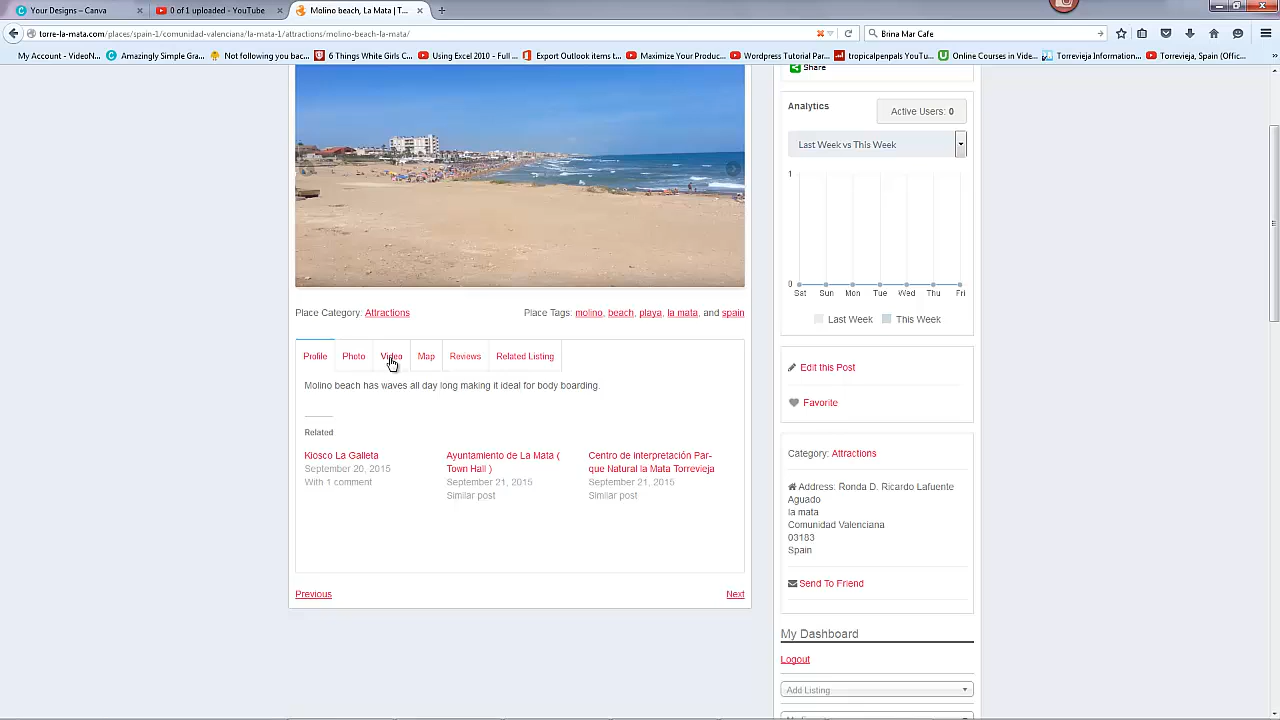 Your Designs – Canva
0 of 1 uploaded - YouTube
Molino beach, La Mata | T...
torre-la-mata.com/places/spain-1/comunidad-valenciana/la-mata-1/attractions/molino-beach-la-mata/
Brina Mar Cafe
My Account - VideoN...
Amazingly Simple Gra...
Not following you bac...
6 Things White Girls C...
Using Excel 2010 - Full ...
Export Outlook items t...
Maximize Your Produc...
Wordpress Tutorial Par...
tropicalpenpals YouTu...
Online Courses in Vide...
Torrevieja Information...
Torrevieja, Spain (Offic...
Share
Analytics
Active Users: 0
Last Week vs This Week
1
0
Sat Sun Mon Tue Wed Thu Fri
Last Week This Week
Place Category: Attractions
Place Tags: molino, beach, playa, la mata, and spain
Profile Photo Video Map Reviews Related Listing
Molino beach has waves all day long making it ideal for body boarding.
Related
Kiosco La Galleta
September 20, 2015
With 1 comment
Ayuntamiento de La Mata (
Town Hall )
September 21, 2015
Similar post
Centro de interpretación Par-
que Natural la Mata Torrevieja
September 21, 2015
Similar post
Previous
Next
Edit this Post
Favorite
Category: Attractions
Address: Ronda D. Ricardo Lafuente
Aguado
la mata
Comunidad Valenciana
03183
Spain
Send To Friend
My Dashboard
Logout
Add Listing